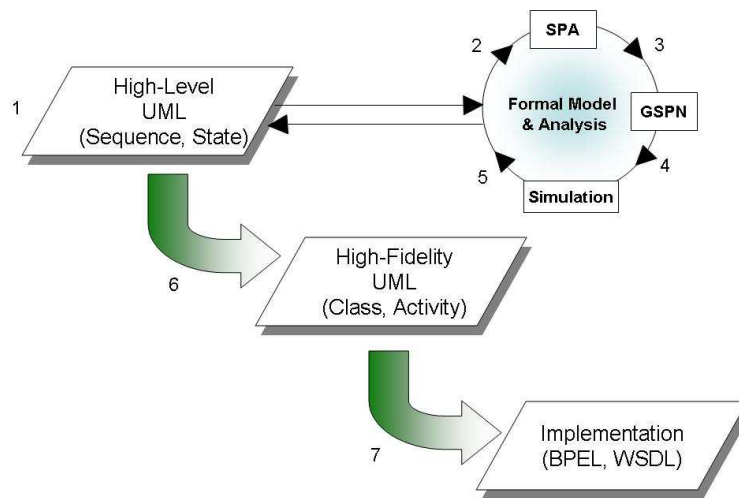 1
High-Level
UML
(Sequence, State)
2
SPA
3
Formal Model
& Analysis
GSPN
5
4
Simulation
6
High-Fidelity
UML
(Class, Activity)
7
Implementation
(BPEL, WSDL)